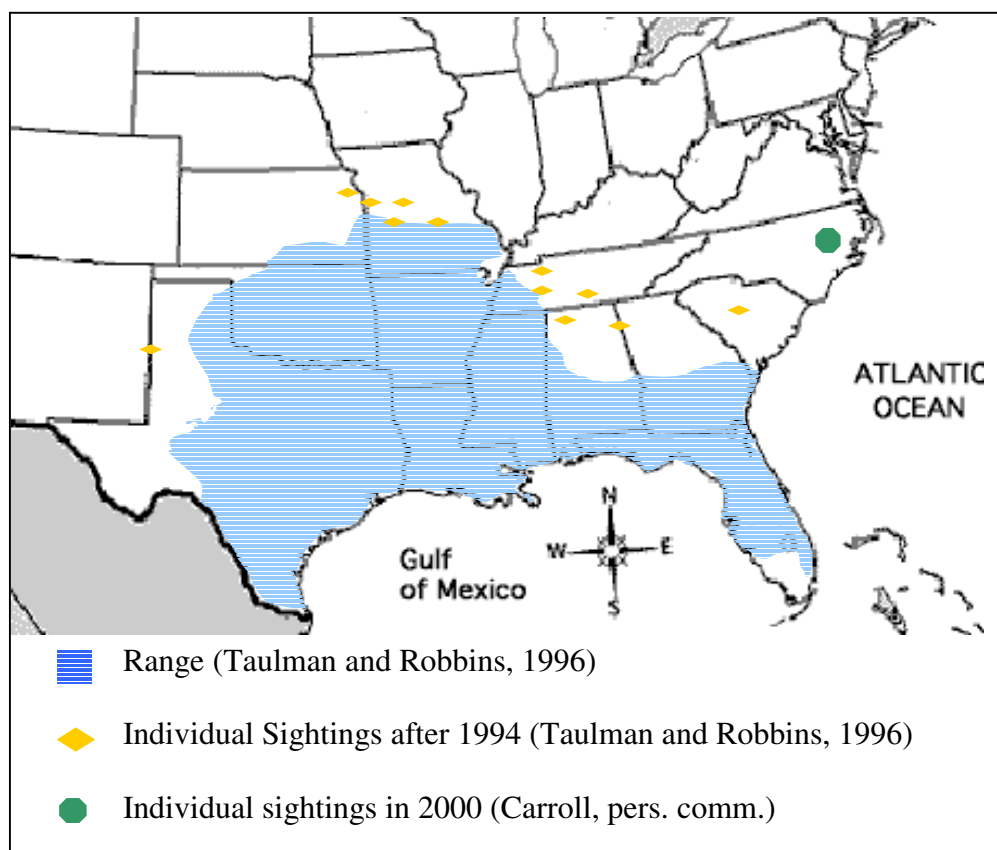 ATLANTIC
OCEAN
N
W
E
S
Gulf
of Mexico
Range (Taulman and Robbins, 1996)
Individual Sightings after 1994 (Taulman and Robbins, 1996)
Individual sightings in 2000 (Carroll, pers. comm.)